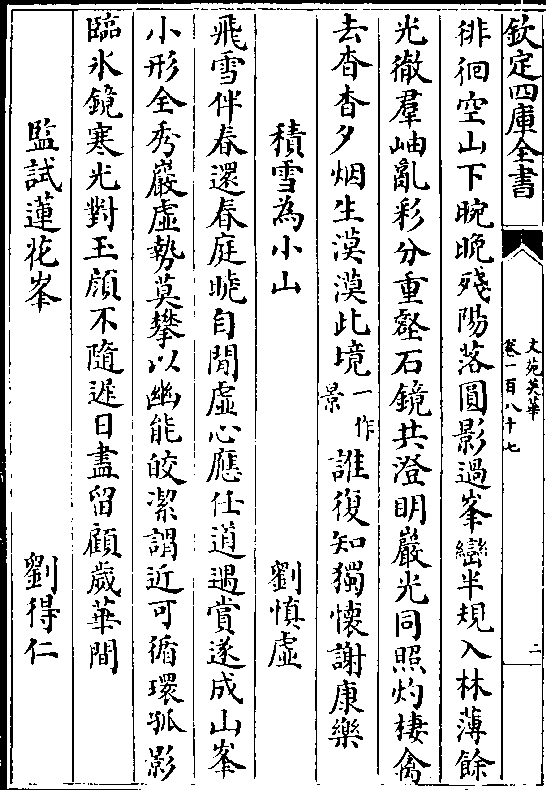 欽定四庫全書
文苑英華
卷一百八十七
二
徘徊空山下晼晚殘陽落圓影過峯巒半規入林薄餘
光徹羣岫亂彩分重壑石鏡共澄明巖光同照灼棲禽
去杳杳夕烟生漠漠此境一作景誰復知獨懷謝康樂
積雪為小山 劉慎虛
飛雪伴春還春庭曉自閒虛心應任道遇賞遂成山峯
小形全秀巖虛勢莫攀以幽能皎潔謂近可循環孤影
臨氷鏡寒光對玉顔不隨遲日盡留顧歲華間
監試蓮花峯 劉得仁